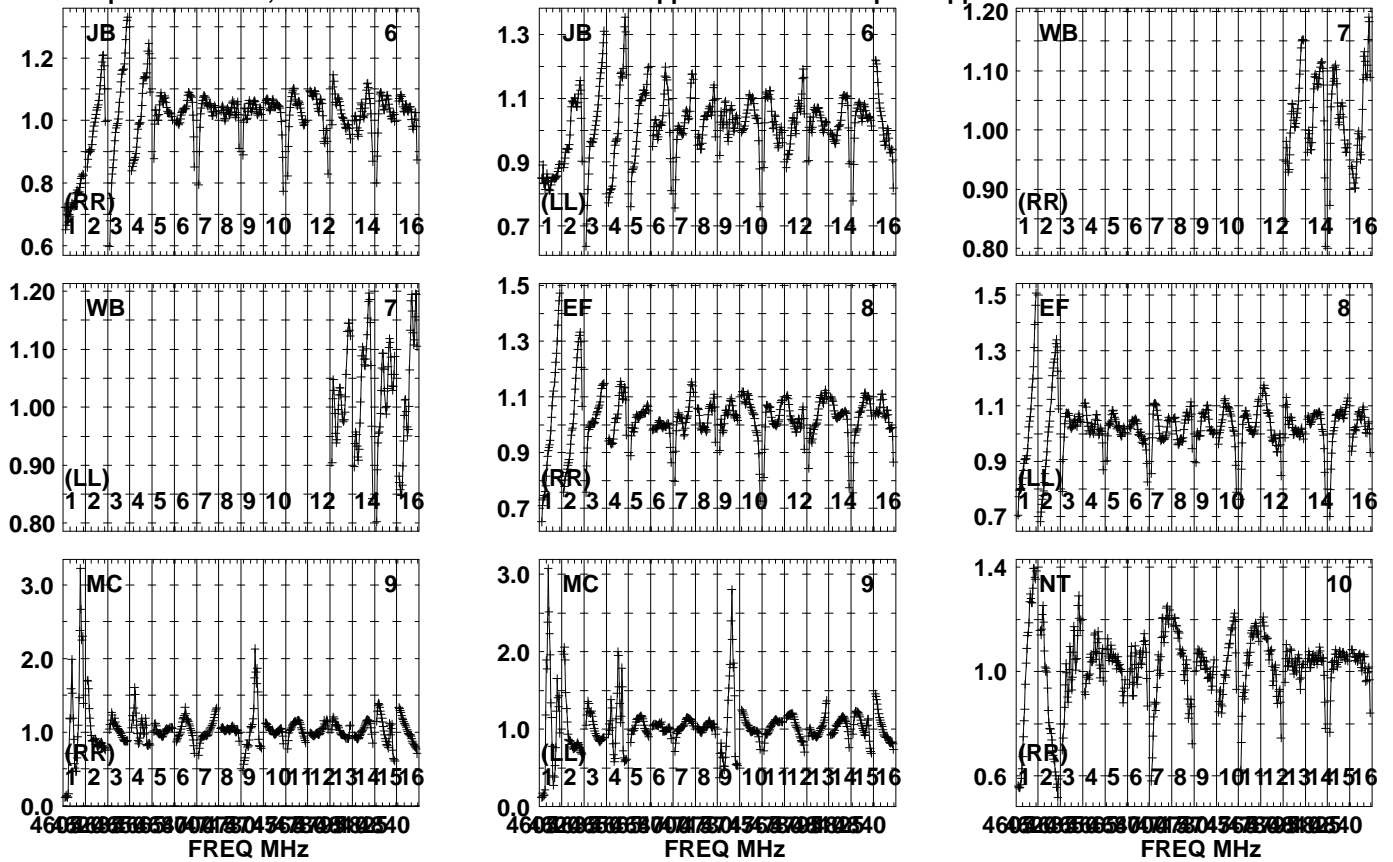 JB 6
1.2
1.0
0.8
0.6
(RR)
1 2 3 4 5 6 7 8 9 10 12 14 16
JB 6
1.3
1.1
0.9
0.7
(LL)
1 2 3 4 5 6 7 8 9 10 12 14 16
WB 7
1.20
1.10
1.00
0.90
0.80
(RR)
1 2 3 4 5 6 7 8 9 10 12 14 16
WB 7
1.20
1.10
1.00
0.90
0.80
(LL)
1 2 3 4 5 6 7 8 9 10 12 14 16
EF 8
1.5
1.3
1.1
0.9
0.7
(RR)
1 2 3 4 5 6 7 8 9 10 12 14 16
EF 8
1.5
1.3
1.1
0.9
0.7
(LL)
1 2 3 4 5 6 7 8 9 10 12 14 16
MC 9
3.0
2.0
1.0
0.0
(RR)
1 2 3 4 5 6 7 8 9 10 11 12 13 14 15 16
FREQ MHz
MC 9
3.0
2.0
1.0
0.0
(LL)
1 2 3 4 5 6 7 8 9 10 11 12 13 14 15 16
FREQ MHz
NT 10
1.4
1.0
0.6
(RR)
1 2 3 4 5 6 7 8 9 10 11 12 13 14 15 16
FREQ MHz